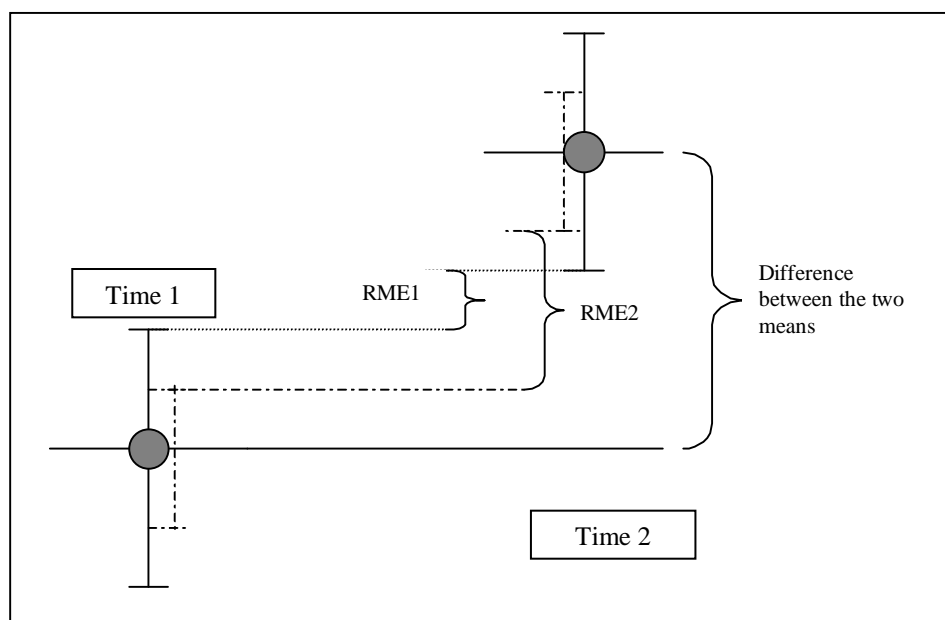 Time 1
RME1
RME2
Difference
between the two
means
Time 2